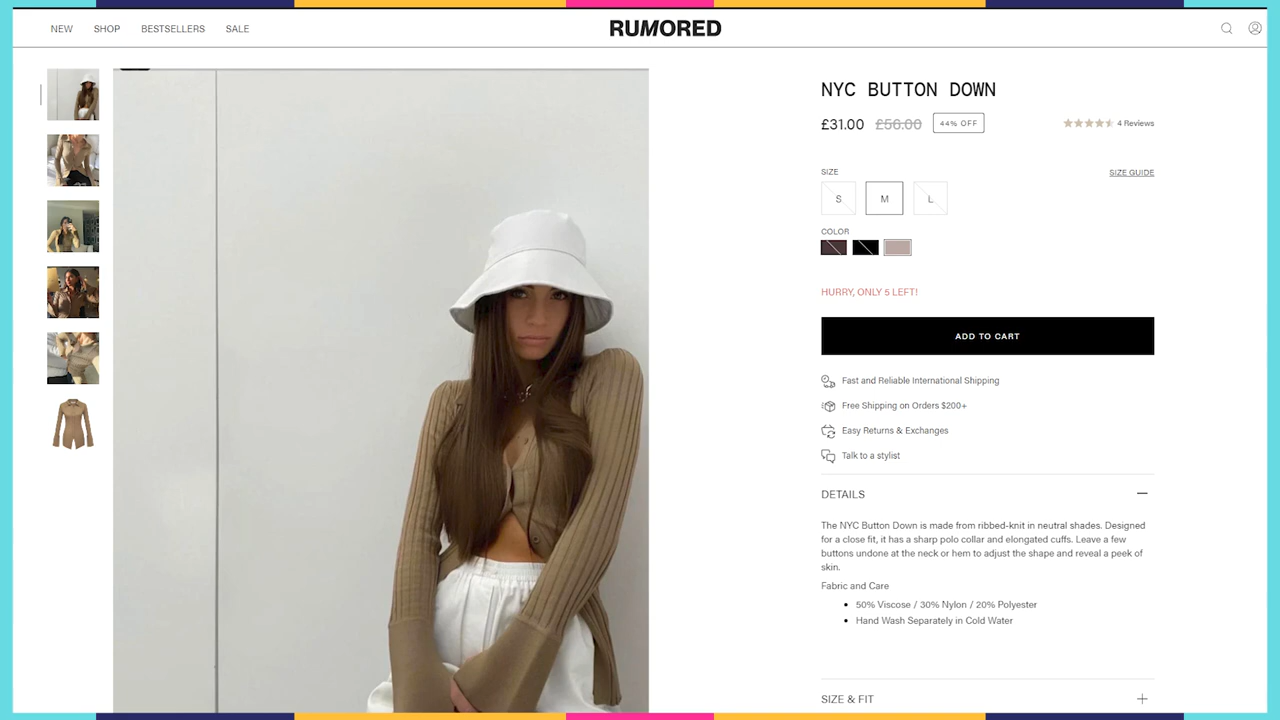 NEW SHOP BESTSELLERS SALE
RUMORED
NYC BUTTON DOWN
£31.00 £56.00 44% OFF
4 Reviews
SIZE
SIZE GUIDE
S M L
COLOR
HURRY, ONLY 5 LEFT!
ADD TO CART
Fast and Reliable International Shipping
Free Shipping on Orders $200+
Easy Returns & Exchanges
Talk to a stylist
DETAILS
The NYC Button Down is made from ribbed-knit in neutral shades. Designed
for a close fit, it has a sharp polo collar and elongated cuffs. Leave a few
buttons undone at the neck or hem to adjust the shape and reveal a peek of
skin.
Fabric and Care
50% Viscose / 30% Nylon / 20% Polyester
Hand Wash Separately in Cold Water
SIZE & FIT